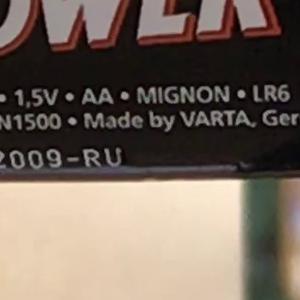 OWER
• 1,5V • AA • MIGNON • LR6
N1500 • Made by VARTA, Ger
2009-RU